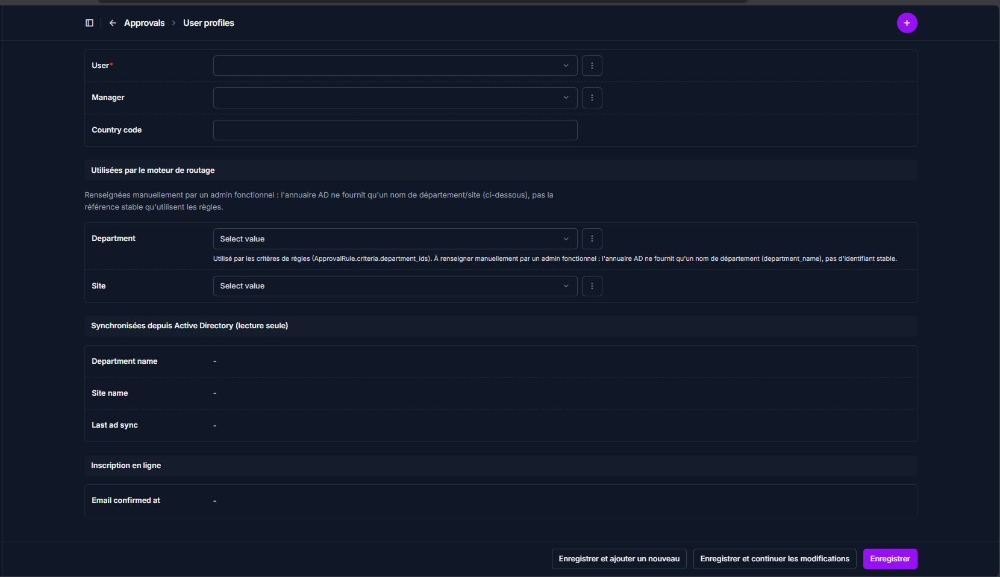 Approvals > User profiles
+
User*
Manager
Country code
Utilisées par le moteur de routage
Renseignées manuellement par un admin fonctionnel : l'annuaire AD ne fournit qu'un nom de département/site (ci-dessous), pas la
référence stable qu'utilisent les règles.
Department
Select value
Utilisé par les critères de règles (ApprovalRule.criteria.department_ids). À renseigner manuellement par un admin fonctionnel : l'annuaire AD ne fournit qu'un nom de département (department_name), pas d'identifiant stable.
Site
Select value
Synchronisées depuis Active Directory (lecture seule)
Department name -
Site name -
Last ad sync -
Inscription en ligne
Email confirmed at -
Enregistrer et ajouter un nouveau
Enregistrer et continuer les modifications
Enregistrer